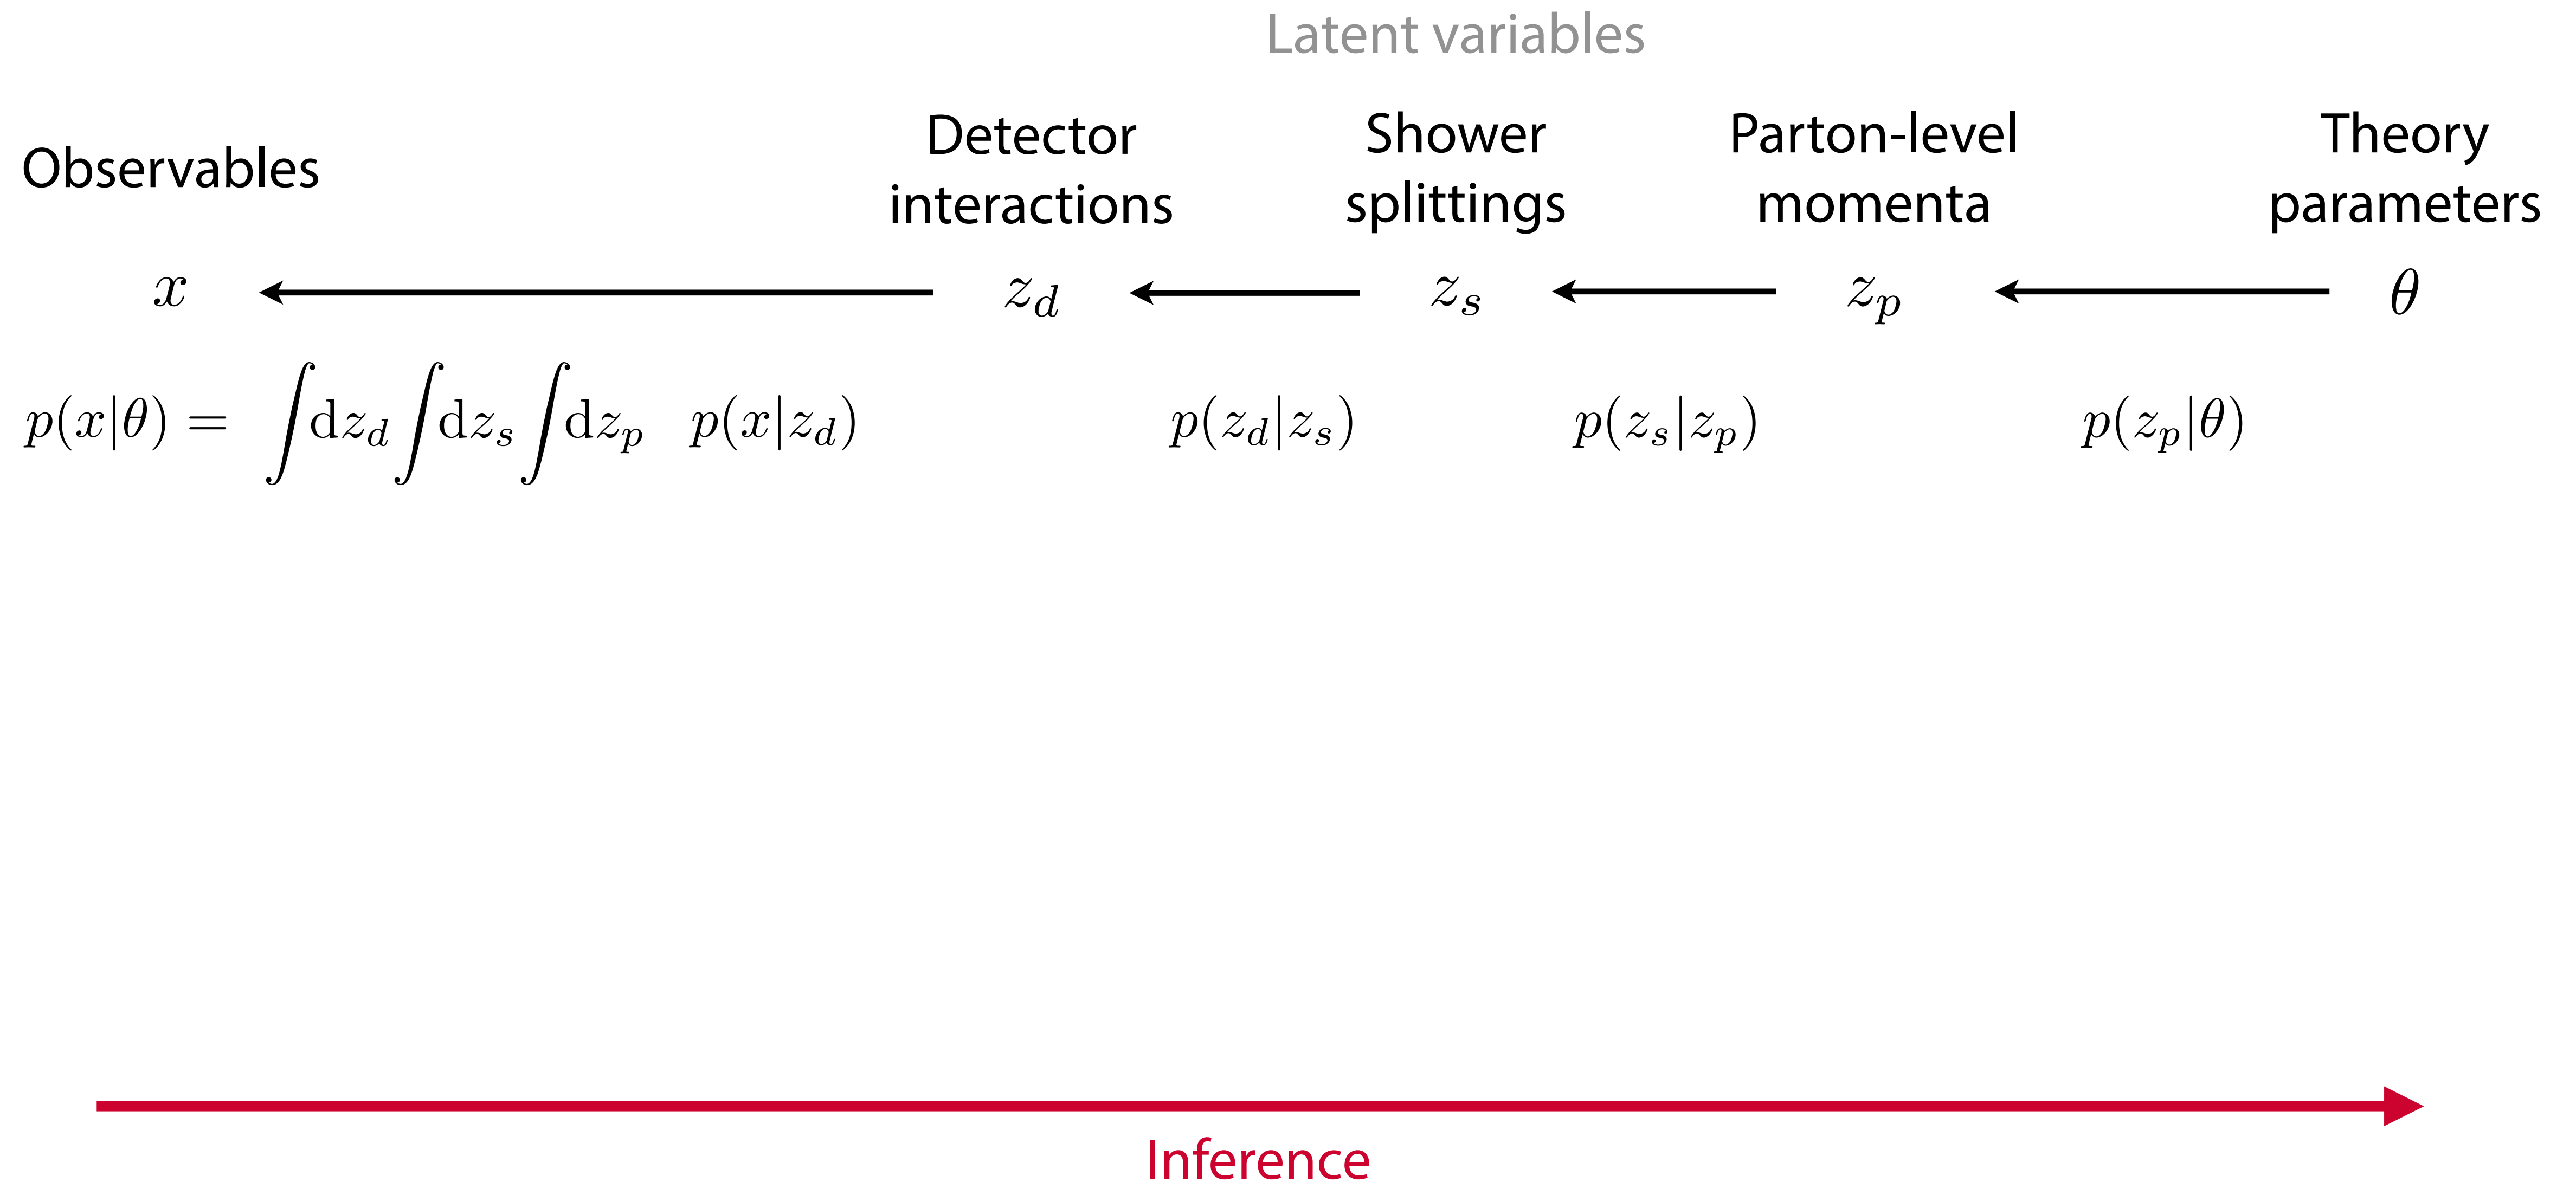 Latent variables
Observables
Detector interactions
Shower splittings
Parton-level momenta
Theory parameters
x ← z_d ← z_s ← z_p ← θ
p(x|θ) = ∫dz_d ∫dz_s ∫dz_p p(x|z_d) p(z_d|z_s) p(z_s|z_p) p(z_p|θ)
Inference